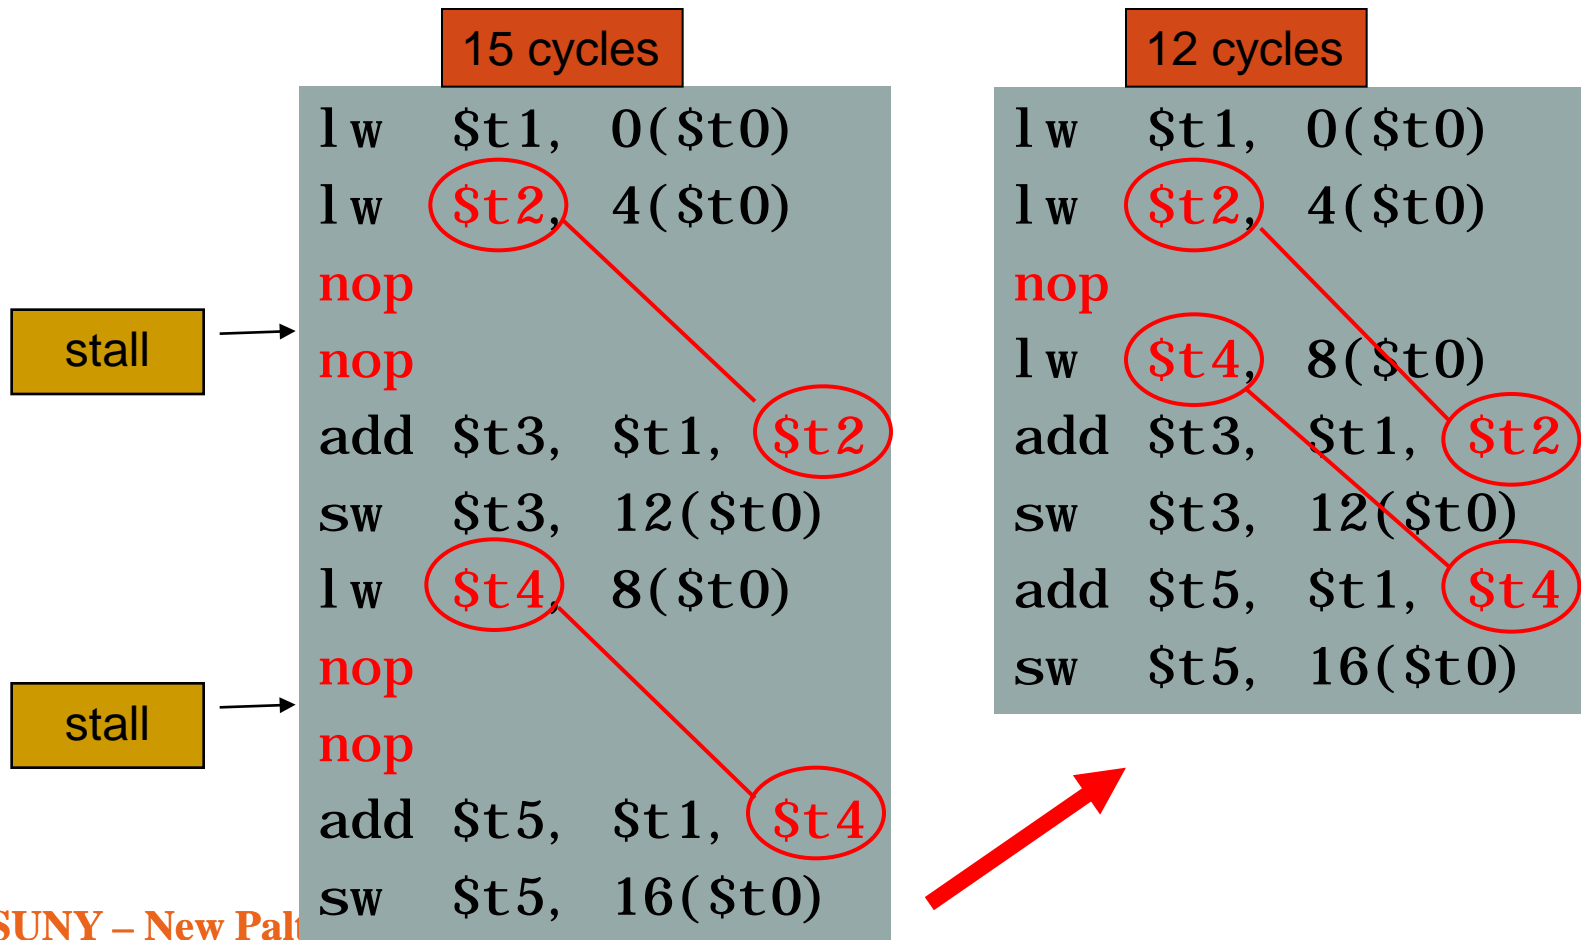 15 cycles
lw $t1, 0($t0)
lw $t2, 4($t0)
nop
nop
add $t3, $t1, $t2
sw $t3, 12($t0)
lw $t4, 8($t0)
nop
nop
add $t5, $t1, $t4
sw $t5, 16($t0)
stall
stall
12 cycles
lw $t1, 0($t0)
lw $t2, 4($t0)
nop
lw $t4, 8($t0)
add $t3, $t1, $t2
sw $t3, 12($t0)
add $t5, $t1, $t4
sw $t5, 16($t0)
SUNY – New Palt